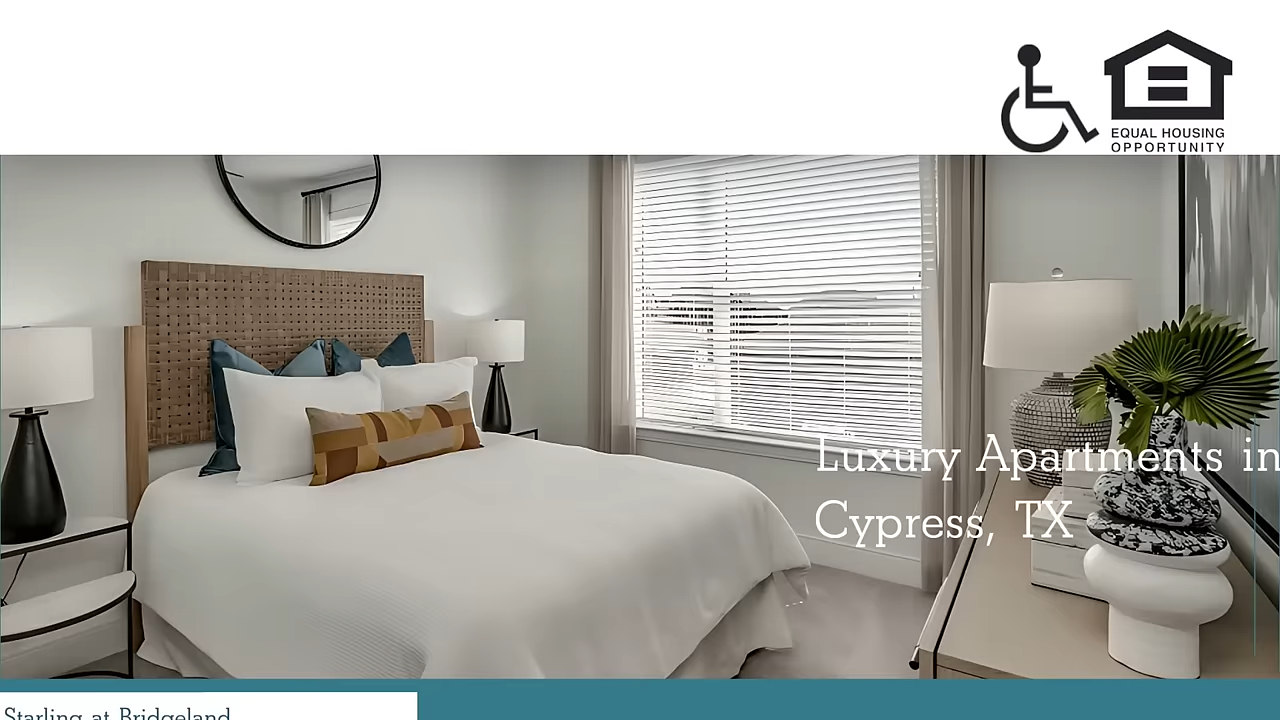 EQUAL HOUSING
OPPORTUNITY
Luxury Apartments in
Cypress, TX
Starling at Bridgeland